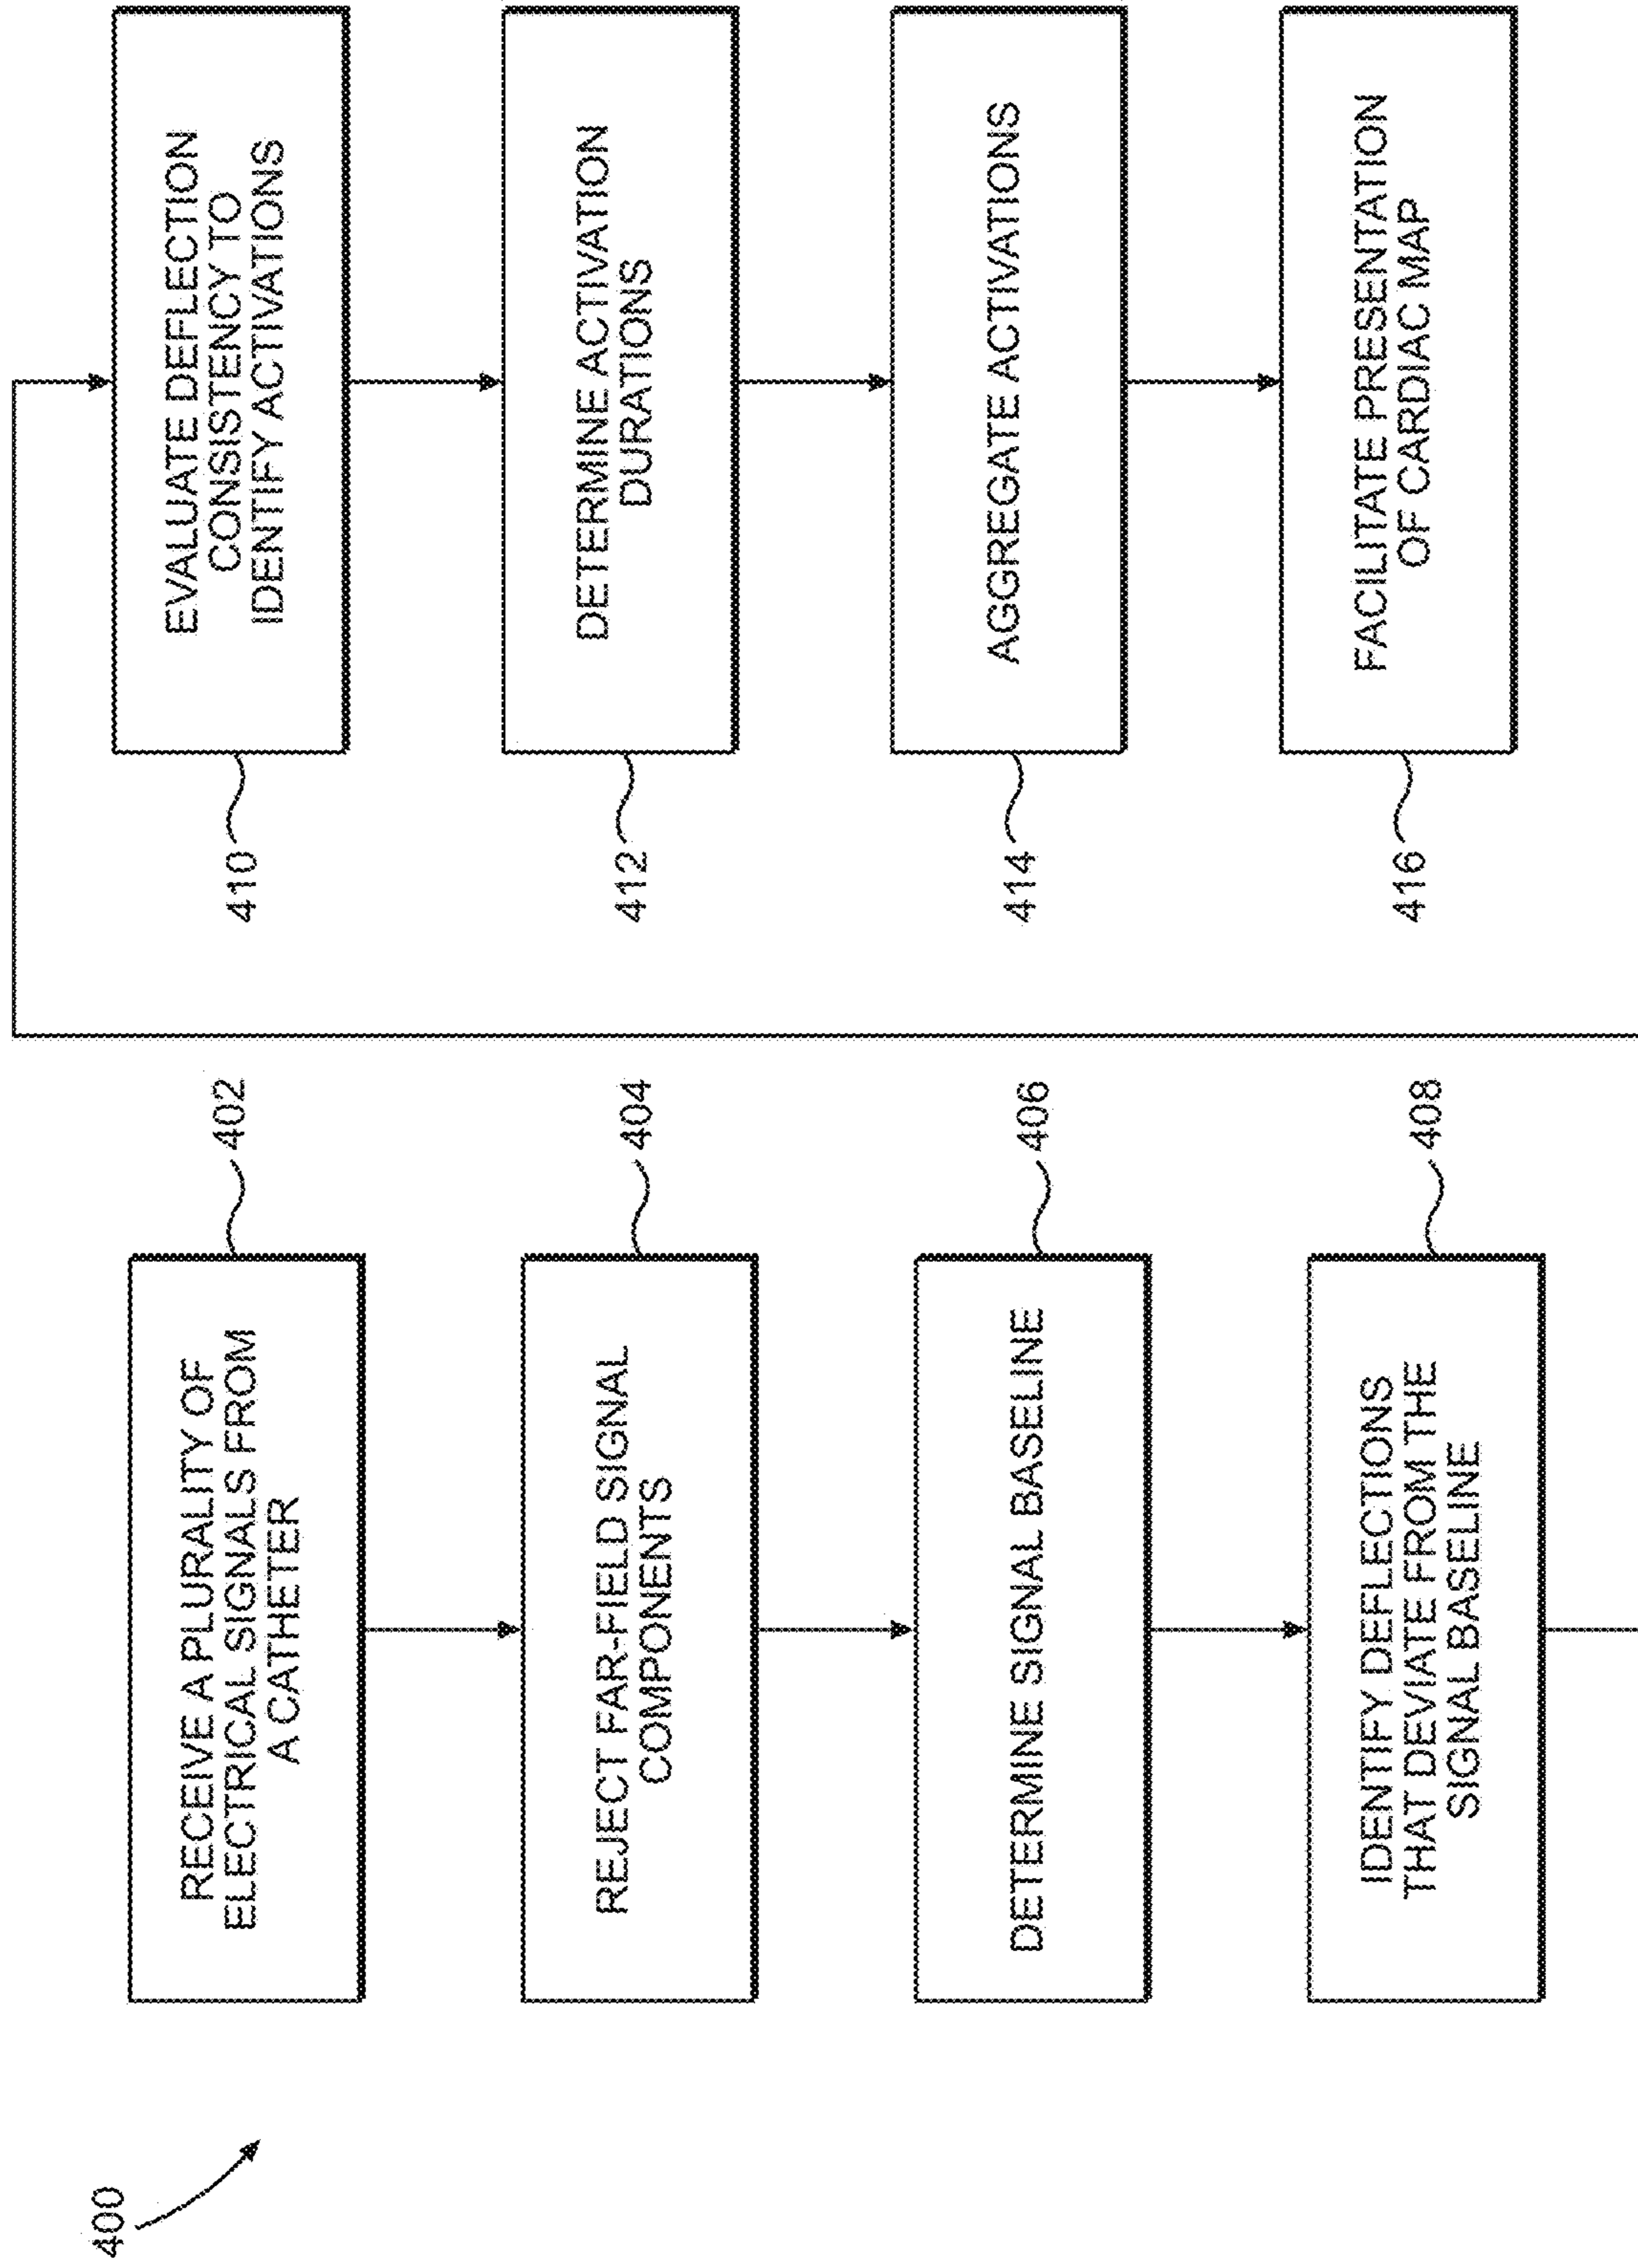 400
RECEIVE A PLURALITY OF
ELECTRICAL SIGNALS FROM
A CATHETER
402
REJECT FAR-FIELD SIGNAL
COMPONENTS
404
DETERMINE SIGNAL BASELINE
406
IDENTIFY DEFLECTIONS
THAT DEVIATE FROM THE
SIGNAL BASELINE
408
EVALUATE DEFLECTION
CONSISTENCY TO
IDENTIFY ACTIVATIONS
410
DETERMINE ACTIVATION
DURATIONS
412
AGGREGATE ACTIVATIONS
414
FACILITATE PRESENTATION
OF CARDIAC MAP
416